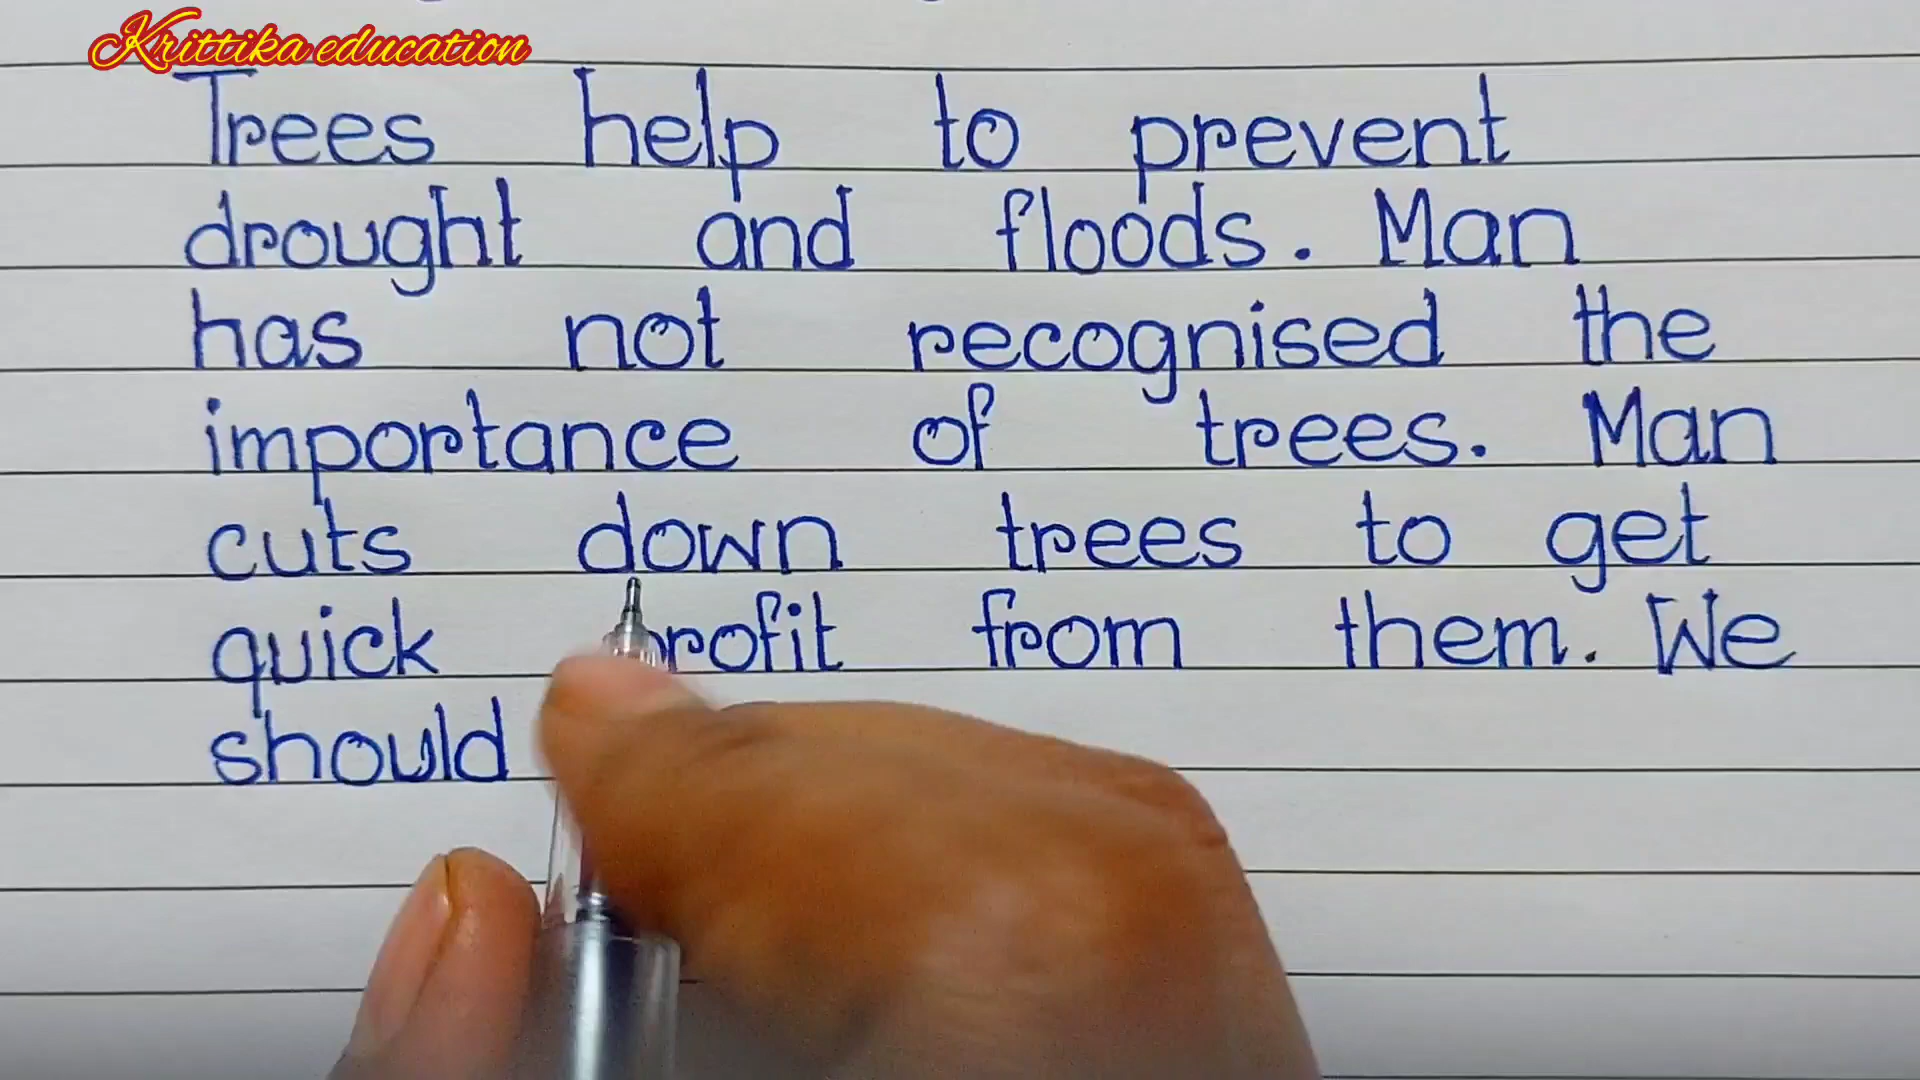 Krittika education
Trees help to prevent
drought and floods. Man
has not recognised the
importance of trees. Man
cuts down trees to get
quick profit from them. We
should